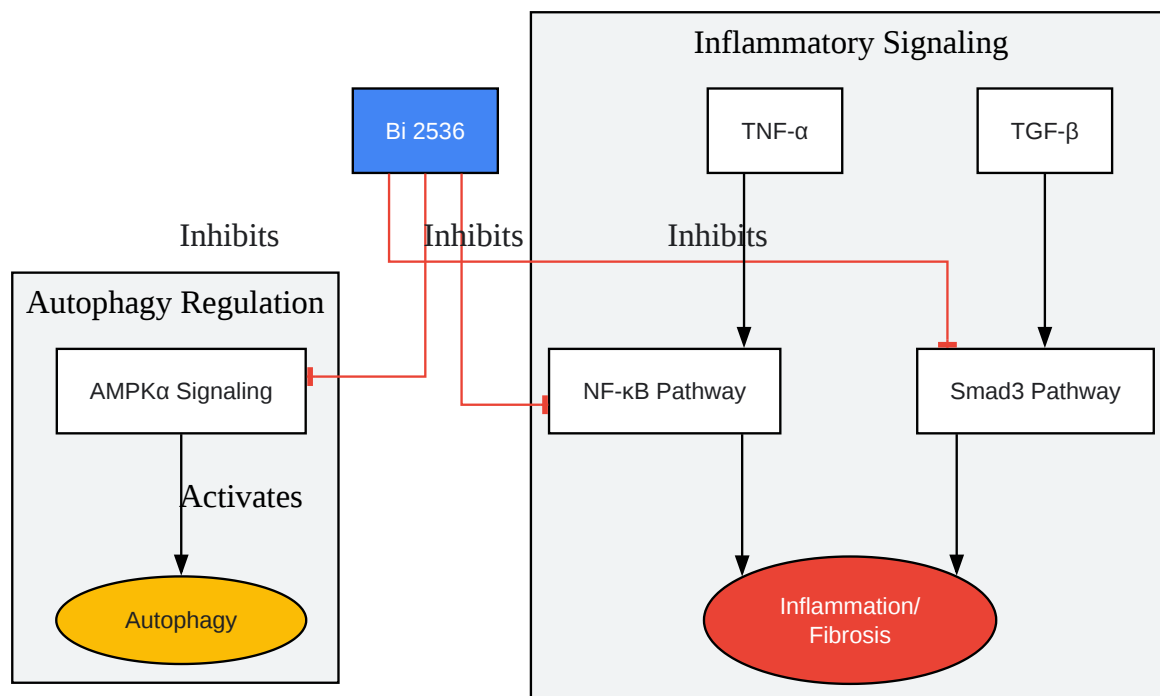 Inflammatory Signaling
Bi 2536
TNF-α
TGF-β
Inhibits
Inhibits
Inhibits
Autophagy Regulation
AMPKα Signaling
NF-κB Pathway
Smad3 Pathway
Activates
Autophagy
Inflammation/
Fibrosis